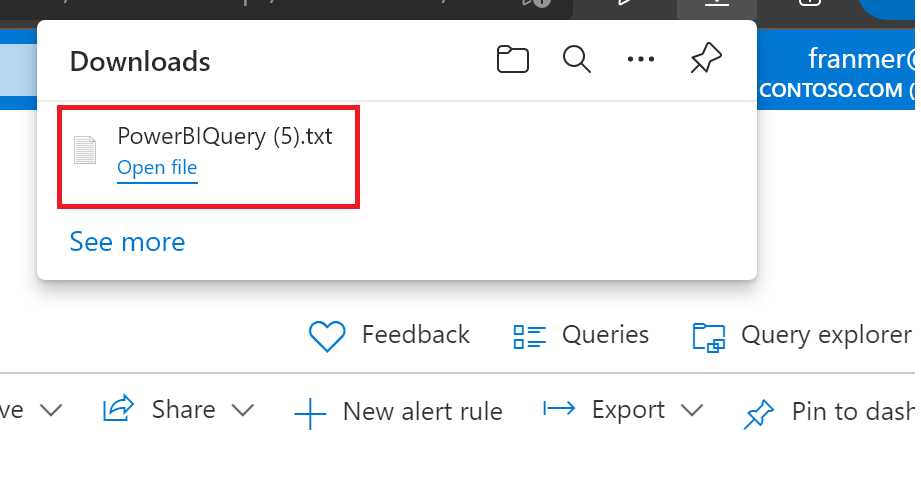 Downloads
franmer@
CONTOSO.COM (
PowerBIQuery (5).txt
Open file
See more
Feedback
Queries
Query explorer
ve
Share
New alert rule
Export
Pin to dash